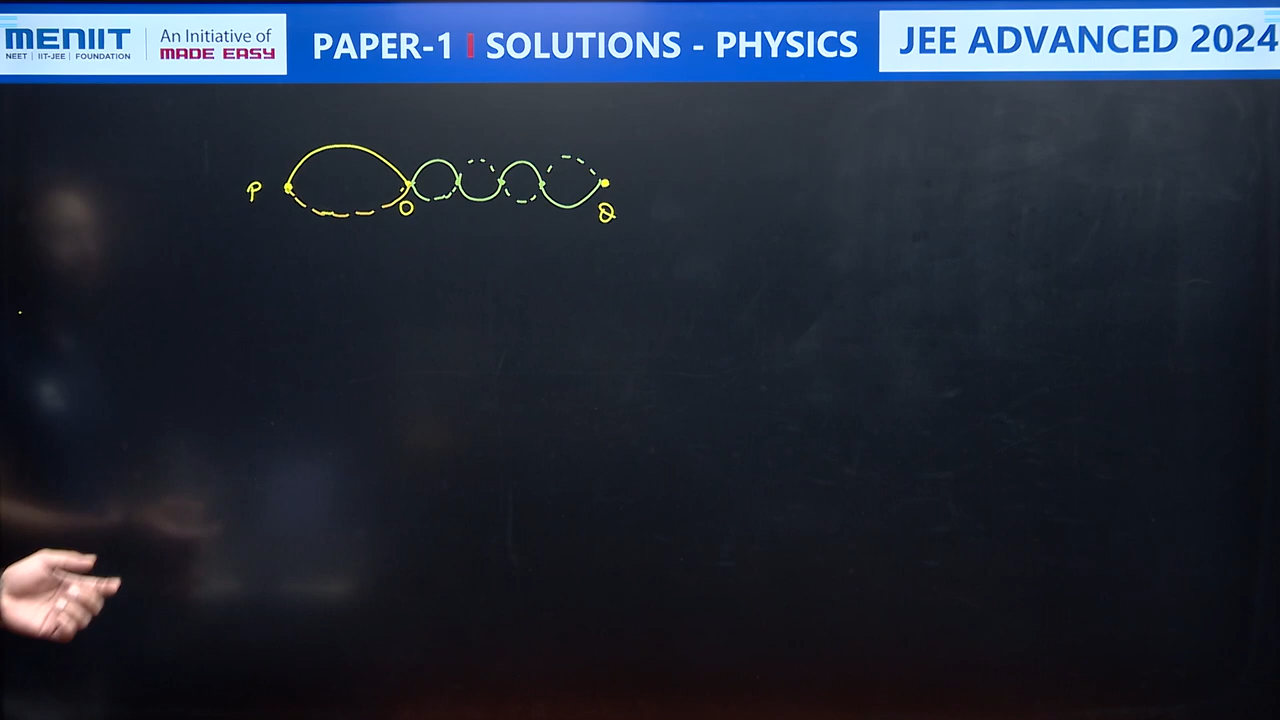 MENIIT
NEET | IIT-JEE | FOUNDATION
An Initiative of
MADE EASY
PAPER-1 | SOLUTIONS - PHYSICS
JEE ADVANCED 2024
P
O
Q